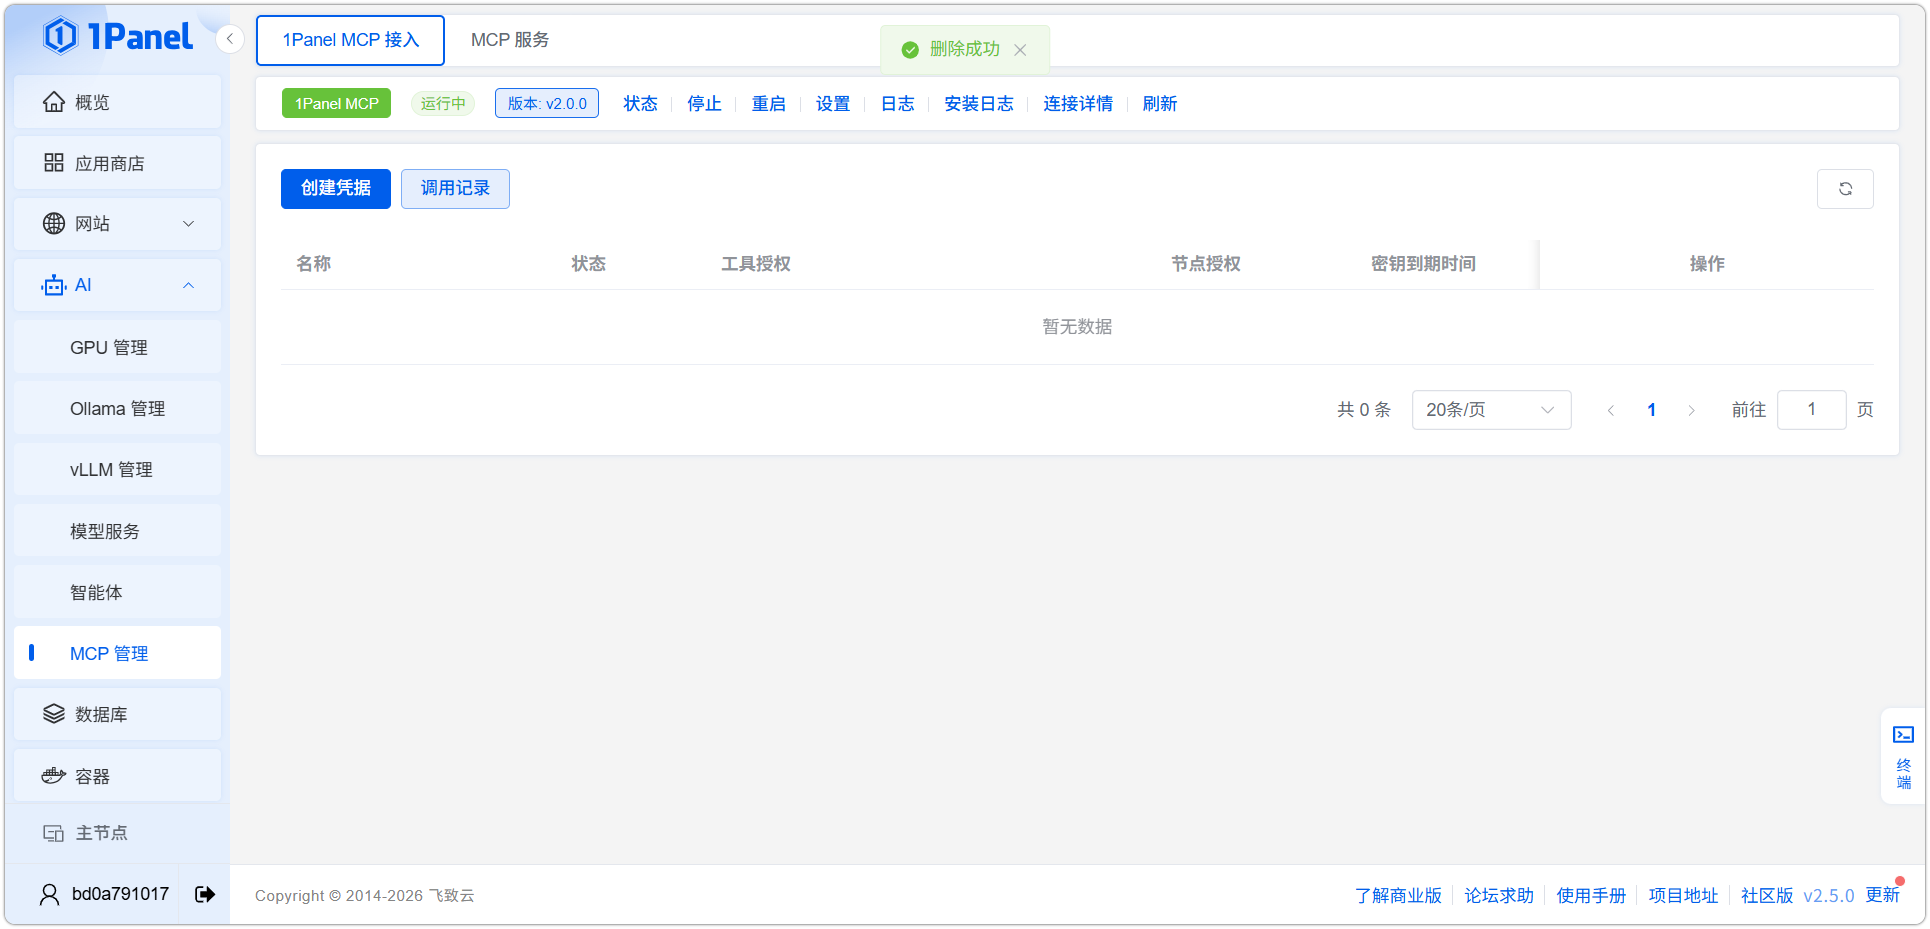 1Panel
概览
应用商店
网站
AI
GPU 管理
Ollama 管理
vLLM 管理
模型服务
智能体
MCP 管理
数据库
容器
主节点
bd0a791017
1Panel MCP 接入
MCP 服务
删除成功
1Panel MCP
运行中
版本: v2.0.0
状态
停止
重启
设置
日志
安装日志
连接详情
刷新
创建凭据
调用记录
名称
状态
工具授权
节点授权
密钥到期时间
操作
暂无数据
共 0 条
20条/页
1
前往
1
页
终端
Copyright © 2014-2026 飞致云
了解商业版
论坛求助
使用手册
项目地址
社区版
v2.5.0
更新